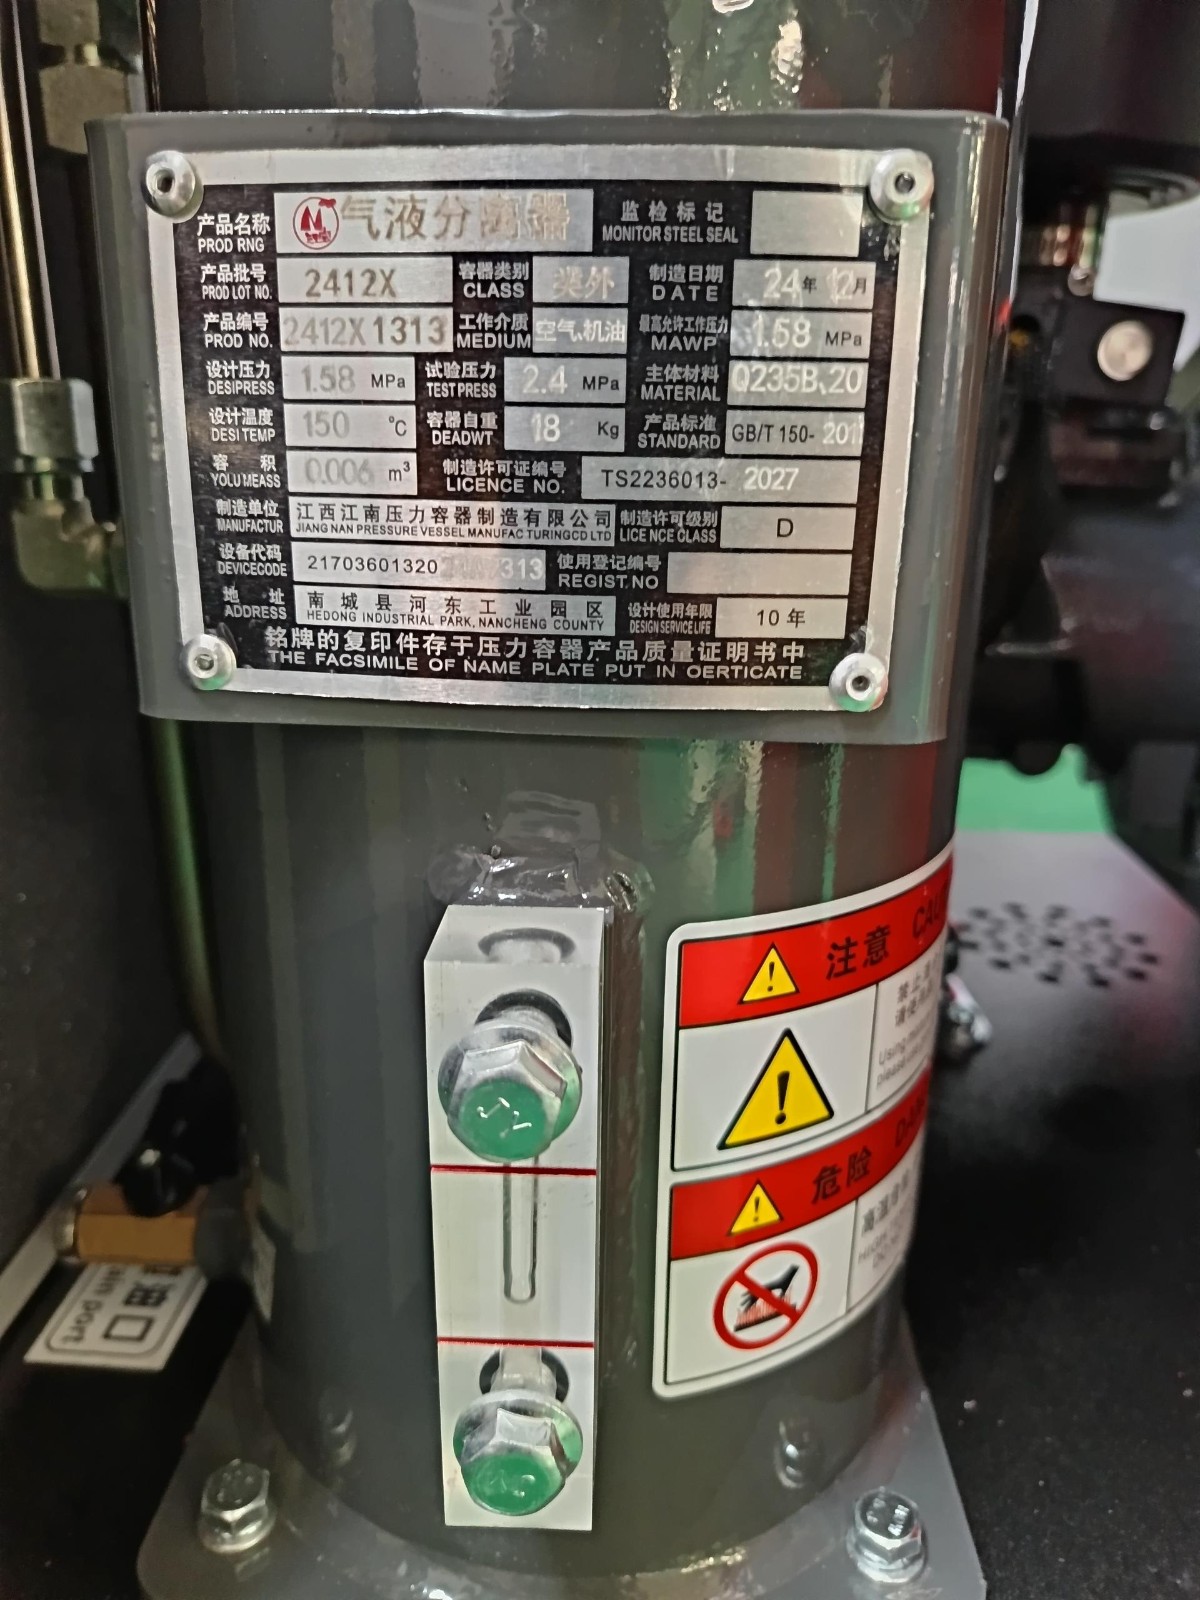 产品名称 气液分离器 监检标记
PROD RNG MONITOR STEEL SEAL
产品批号 2412X 容器类别 类外 制造日期 24年12月
PROD LOT NO. CLASS DATE
产品编号 2412X1313 工作介质 空气、机油 最高允许工作压力 1.58 MPa
PROD NO. MEDIUM MAWP
设计压力 1.58 MPa 试验压力 2.4 MPa 主体材料 Q235B、20
DESIPRESS TEST PRESS MATERIAL
设计温度 150 °C 容器自重 18 Kg 产品标准 GB/T 150- 2011
DESI TEMP DEADWT STANDARD
容积 0.006 m³ 制造许可证编号 TS2236013- 2027
YOLU MEASS LICENCE NO.
制造单位 江西江南压力容器制造有限公司 制造许可级别 D
MANUFACTUR JIANG NAN PRESSURE VESSEL MANUFAC TURINGCD LTD LICE NCE CLASS
设备代码 21703601320 313 使用登记编号
DEVICECODE REGIST.NO
地址 南城县河东工业园区 设计使用年限 10 年
ADDRESS HEDONG INDUSTRIAL PARK, NANCHENG COUNTY DESIGN SERVICE LIFE
铭牌的复印件存于压力容器产品质量证明书中
THE FACSIMILE OF NAME PLATE PUT IN OERTICATE
注意
禁止
Using
please
危险
高温
油口
port